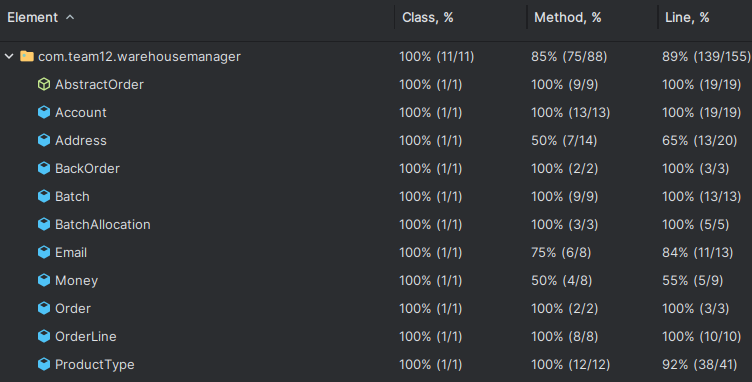 Element Class, % Method, % Line, %
com.team12.warehousemanager 100% (11/11) 85% (75/88) 89% (139/155)
AbstractOrder 100% (1/1) 100% (9/9) 100% (19/19)
Account 100% (1/1) 100% (13/13) 100% (19/19)
Address 100% (1/1) 50% (7/14) 65% (13/20)
BackOrder 100% (1/1) 100% (2/2) 100% (3/3)
Batch 100% (1/1) 100% (9/9) 100% (13/13)
BatchAllocation 100% (1/1) 100% (3/3) 100% (5/5)
Email 100% (1/1) 75% (6/8) 84% (11/13)
Money 100% (1/1) 50% (4/8) 55% (5/9)
Order 100% (1/1) 100% (2/2) 100% (3/3)
OrderLine 100% (1/1) 100% (8/8) 100% (10/10)
ProductType 100% (1/1) 100% (12/12) 92% (38/41)